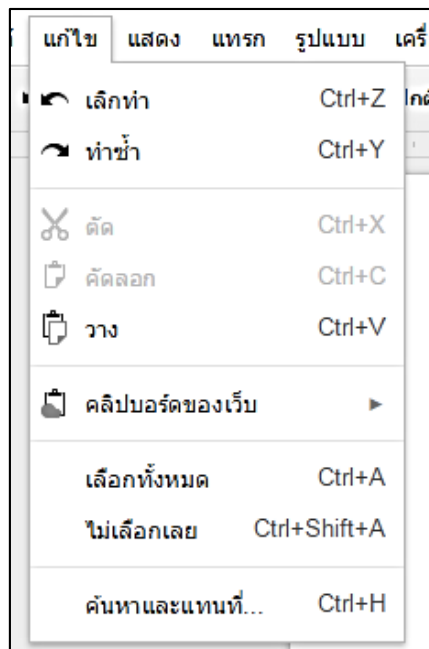 แก้ไข แสดง แทรก รูปแบบ
เลิกทำ Ctrl+Z
ทำซ้ำ Ctrl+Y
ตัด Ctrl+X
คัดลอก Ctrl+C
วาง Ctrl+V
คลิปบอร์ดของเว็บ ►
เลือกทั้งหมด Ctrl+A
ไม่เลือกเลย Ctrl+Shift+A
ค้นหาและแทนที่... Ctrl+H